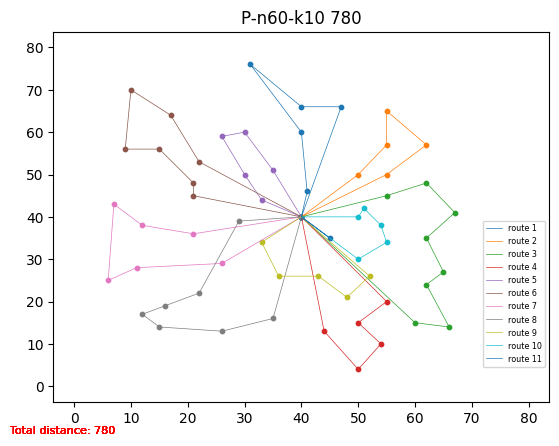 P-n60-k10 780
80
70
60
50
40
30
20
10
0
route 1
route 2
route 3
route 4
route 5
route 6
route 7
route 8
route 9
route 10
route 11
0 10 20 30 40 50 60 70 80
Total distance: 780